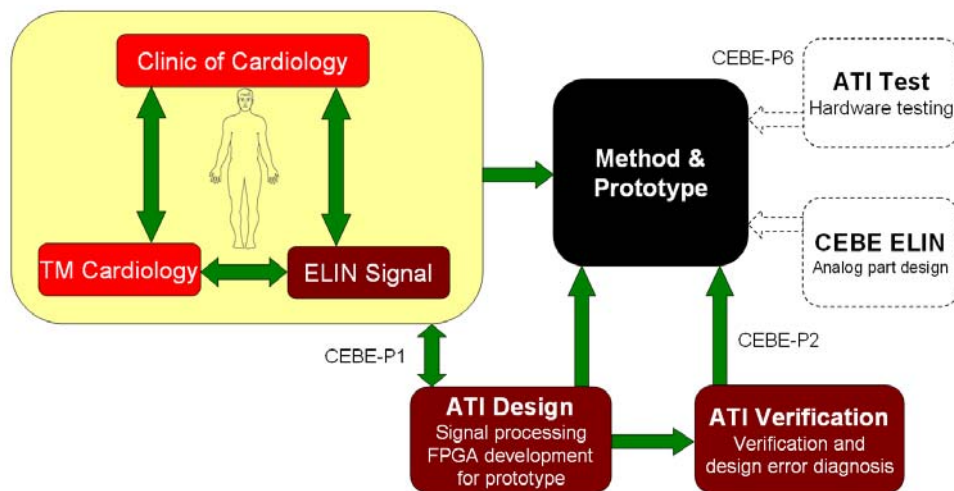 Clinic of Cardiology
TM Cardiology
ELIN Signal
Method &
Prototype
CEBE-P6
ATI Test
Hardware testing
CEBE ELIN
Analog part design
CEBE-P1
CEBE-P2
ATI Design
Signal processing
FPGA development
for prototype
ATI Verification
Verification and
design error diagnosis